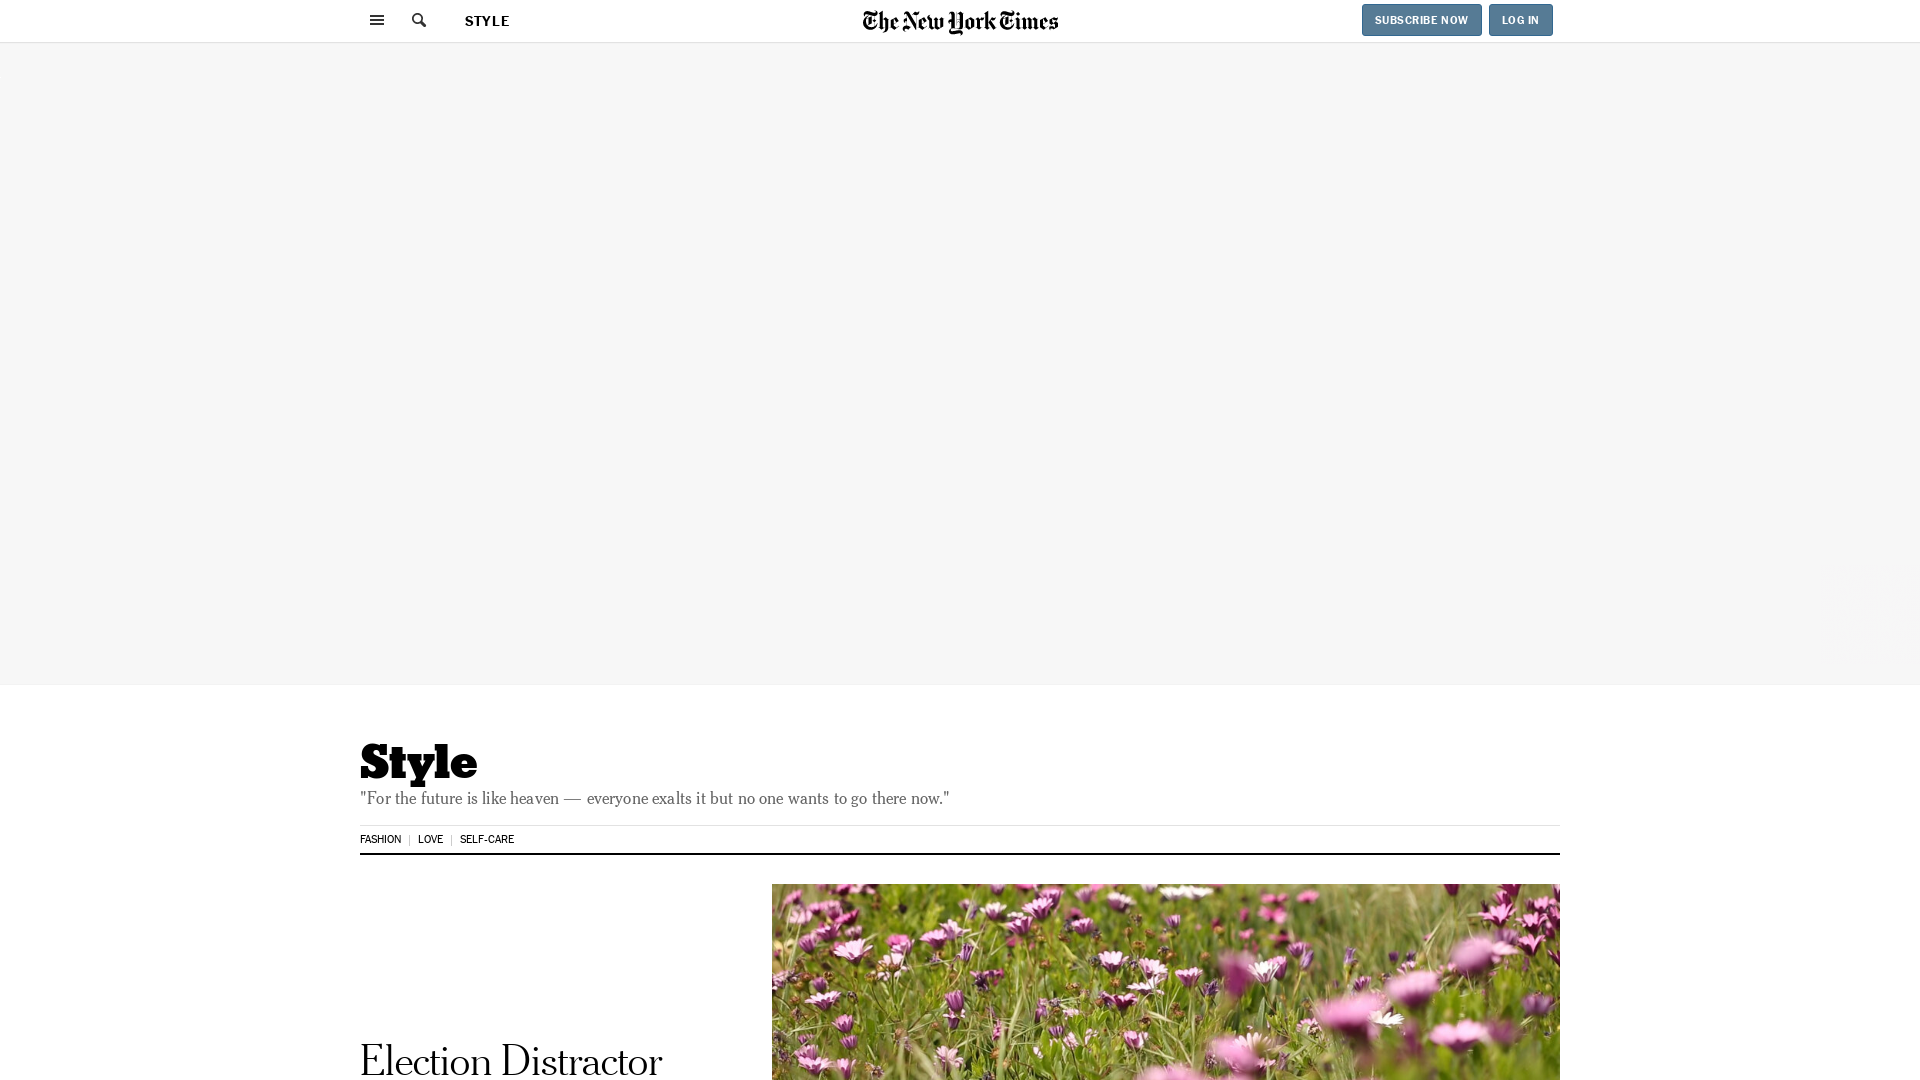 STYLE
The New York Times
SUBSCRIBE NOW
LOG IN
Style
"For the future is like heaven — everyone exalts it but no one wants to go there now."
FASHION
LOVE
SELF-CARE
Election Distractor